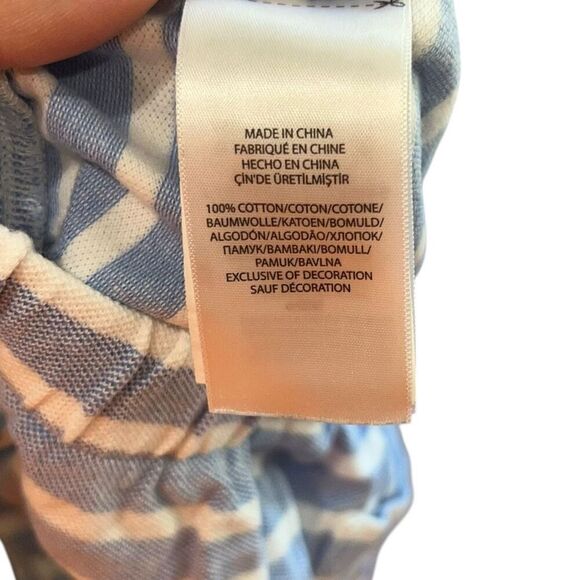 MADE IN CHINA
FABRIQUÉ EN CHINE
HECHO EN CHINA
ÇİN'DE ÜRETİLMİŞTİR
100% COTTON/COTON/COTONE/
BAUMWOLLE/KATOEN/BOMULD/
ALGODÓN/ALGODÃO/ХЛОПОК/
ПАМУК/BAMBAKI/BOMULL/
PAMUK/BAVLNA
EXCLUSIVE OF DECORATION
SAUF DÉCORATION